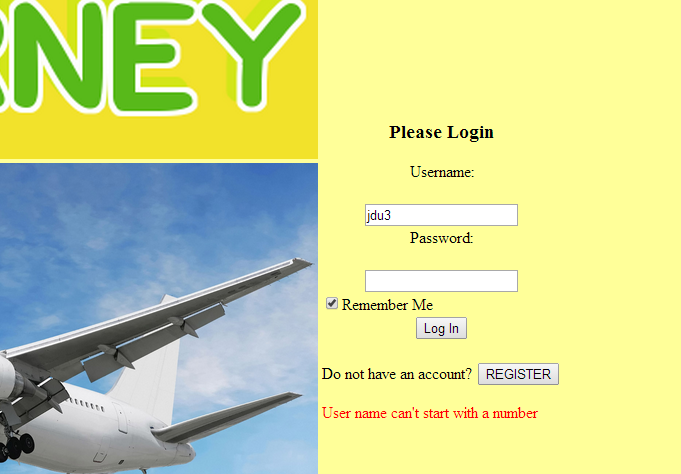 RNEY
Please Login
Username:
jdu3
Password:
Remember Me
Log In
Do not have an account? REGISTER
User name can't start with a number